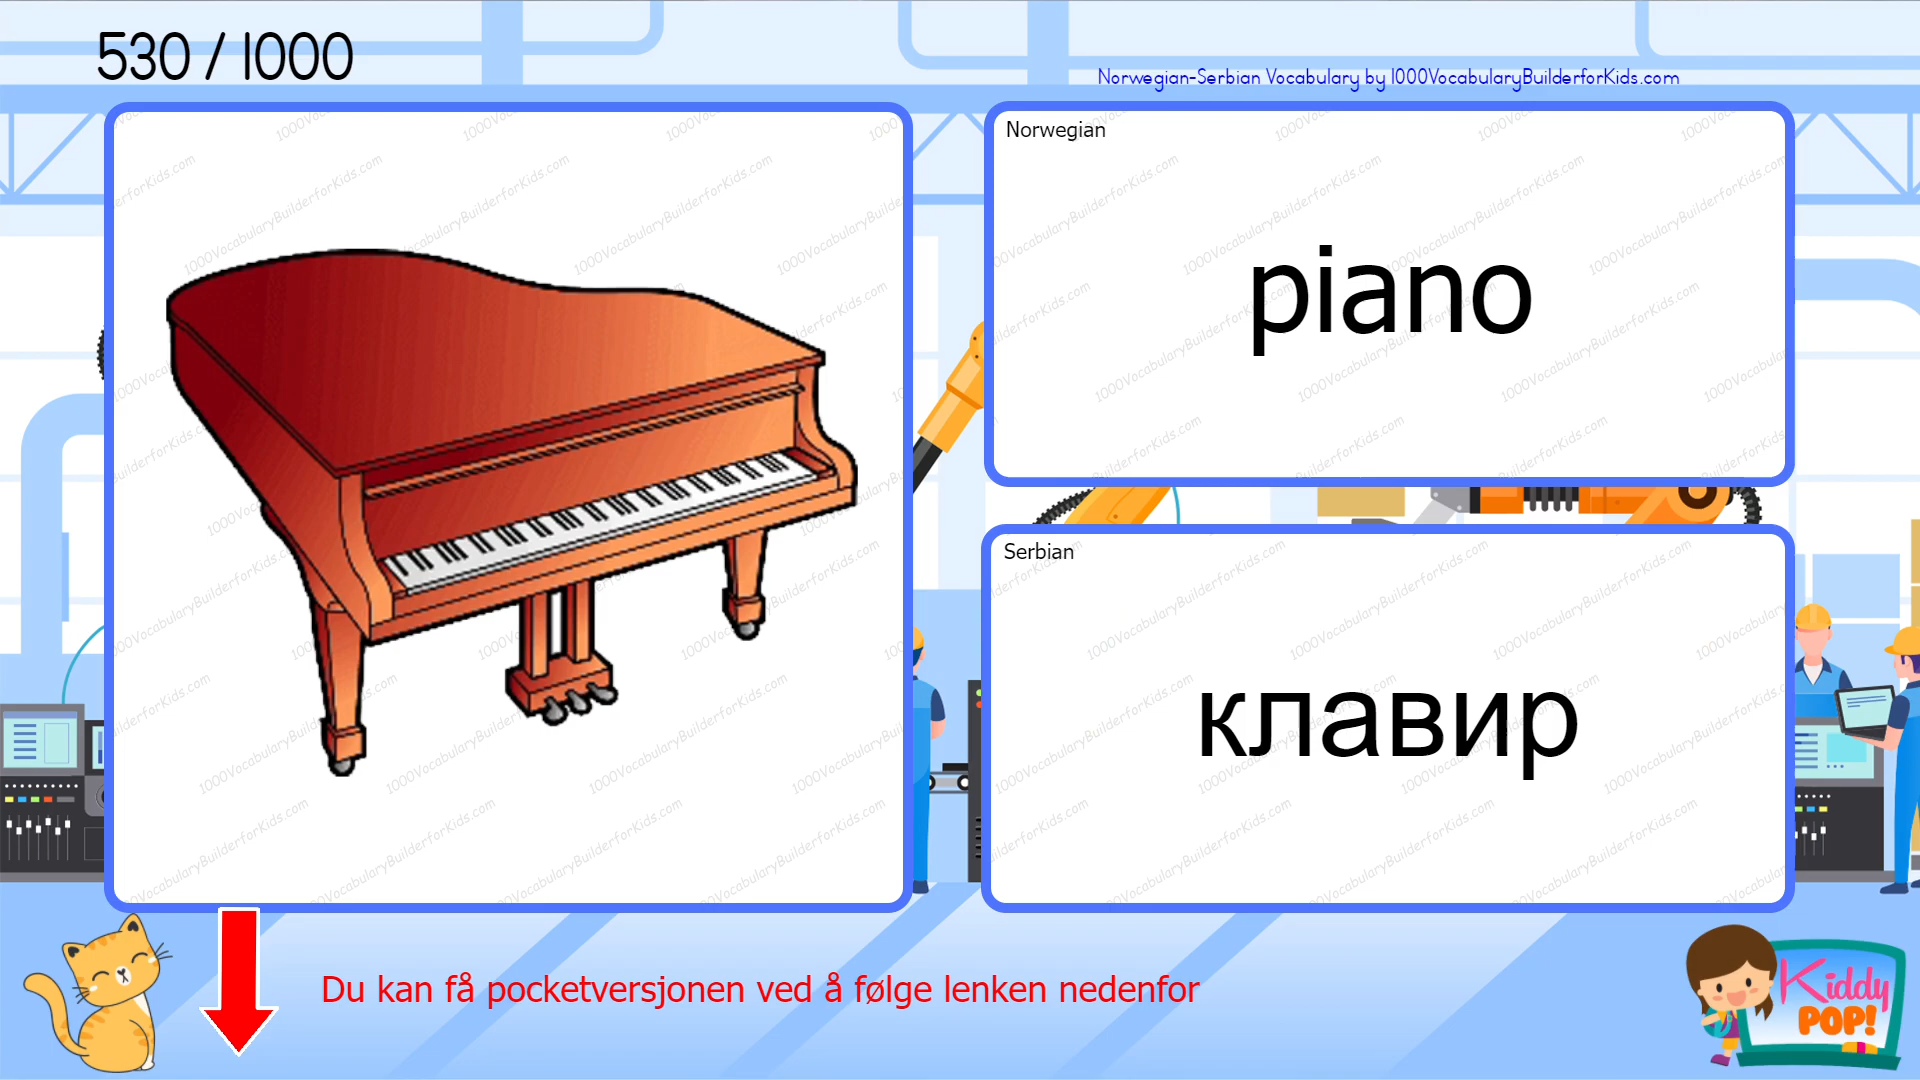 530 / 1000
Norwegian-Serbian Vocabulary by 1000VocabularyBuilderforKids.com
Norwegian
piano
Serbian
клавир
Du kan få pocketversjonen ved å følge lenken nedenfor
Kiddy
POP!